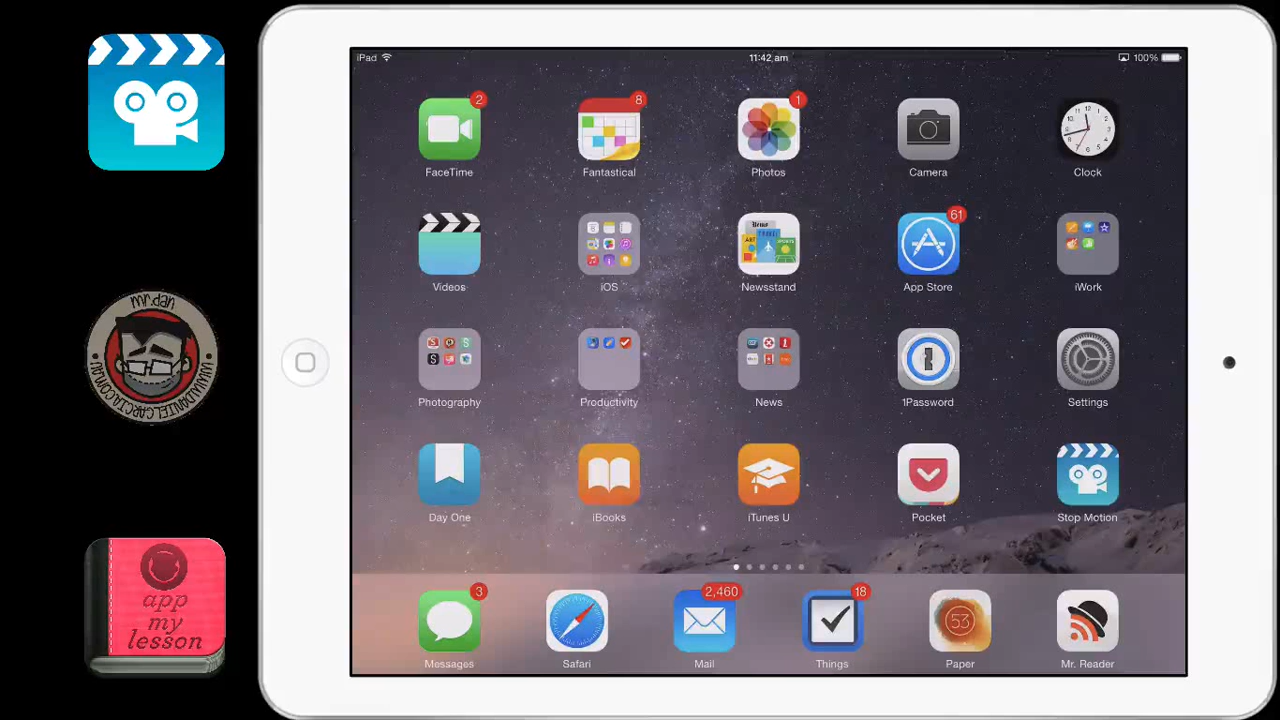 iPad 11:42 am 100%
2 8 1
FaceTime Fantastical Photos Camera Clock
News
61
Videos iOS Newsstand App Store iWork
Photography Productivity News 1Password Settings
Day One iBooks iTunes U Pocket Stop Motion
3 2,460 18
53
Messages Safari Mail Things Paper Mr. Reader
mr.dan
app
my
lesson